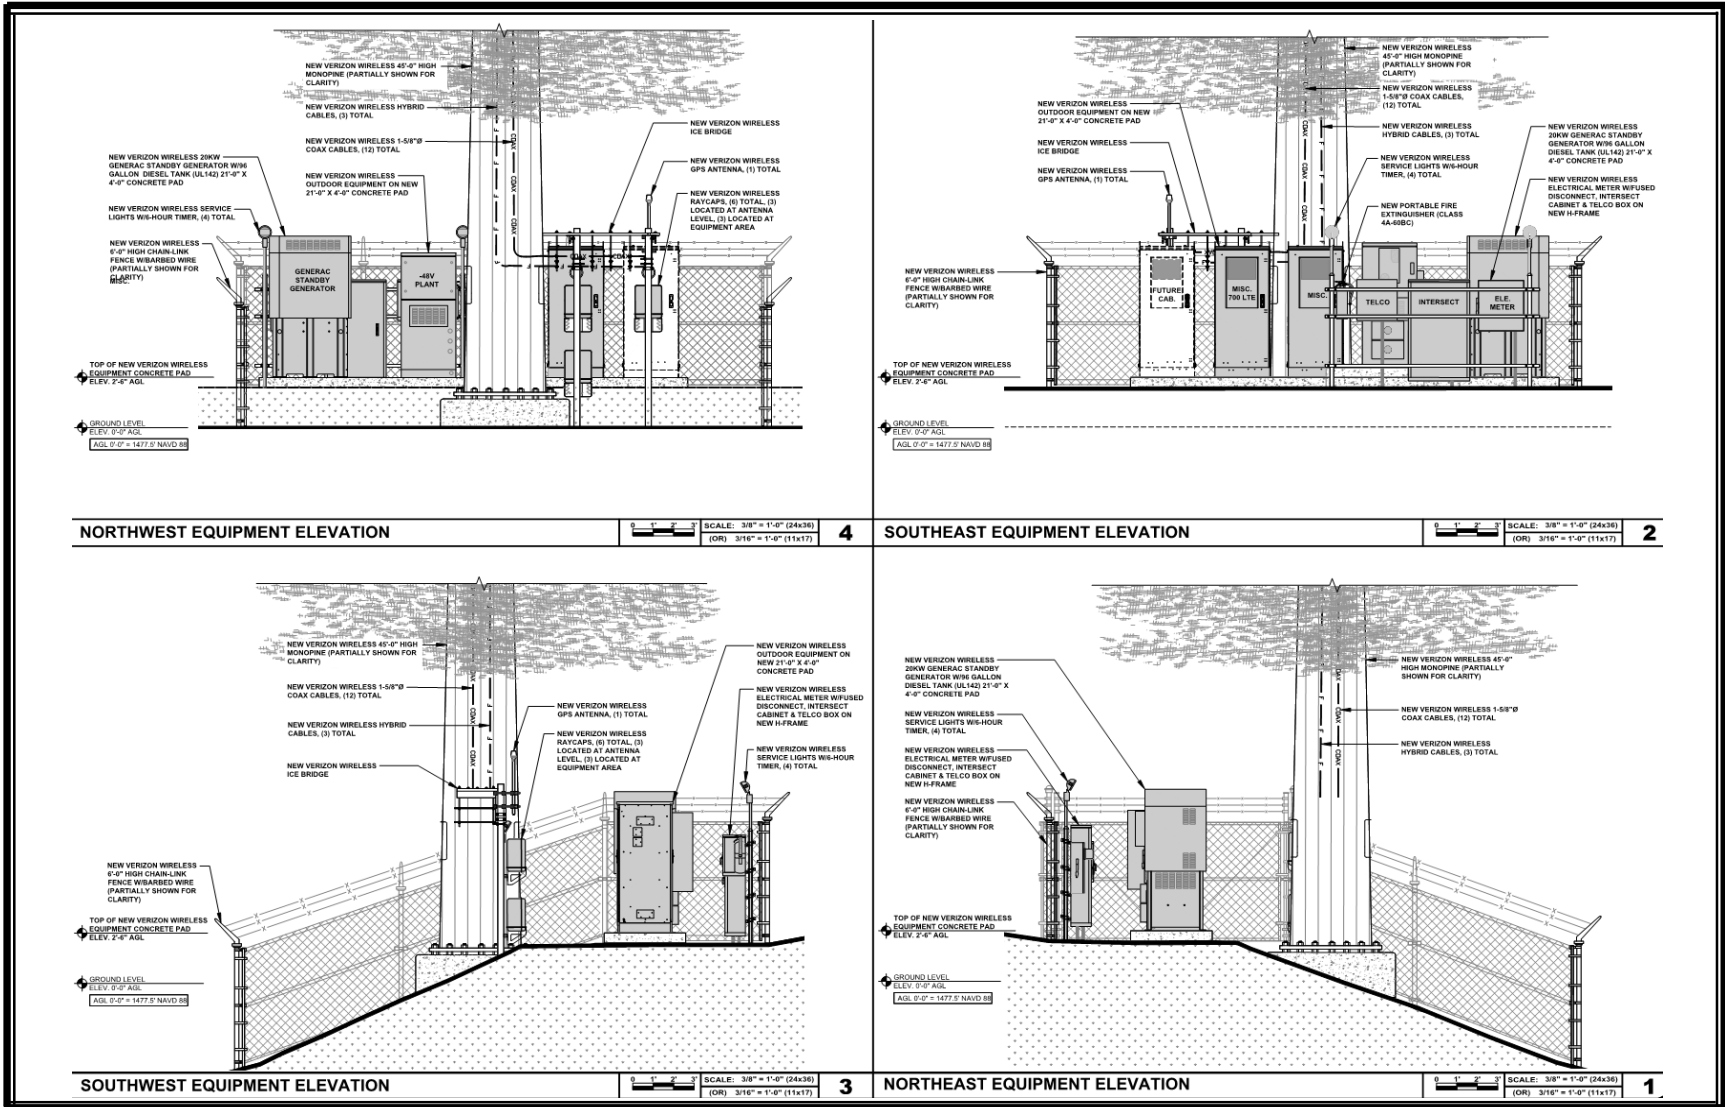 NEW VERIZON WIRELESS 45'-0" HIGH
MONOPINE (PARTIALLY SHOWN FOR
CLARITY)
NEW VERIZON WIRELESS HYBRID
CABLES, (3) TOTAL
NEW VERIZON WIRELESS 1-5/8"Ø
COAX CABLES, (12) TOTAL
NEW VERIZON WIRELESS 20KW
GENERAC STANDBY GENERATOR W/96
GALLON DIESEL TANK (UL142) 21'-0" X
4'-0" CONCRETE PAD
NEW VERIZON WIRELESS
OUTDOOR EQUIPMENT ON NEW
21'-0" X 4'-0" CONCRETE PAD
NEW VERIZON WIRELESS SERVICE
LIGHTS W/6-HOUR TIMER, (4) TOTAL
NEW VERIZON WIRELESS
6'-0" HIGH CHAIN-LINK
FENCE W/BARBED WIRE
(PARTIALLY SHOWN FOR
CLARITY)
MISC.
NEW VERIZON WIRELESS
ICE BRIDGE
NEW VERIZON WIRELESS
GPS ANTENNA, (1) TOTAL
NEW VERIZON WIRELESS
RAYCAPS, (6) TOTAL, (3)
LOCATED AT ANTENNA
LEVEL, (3) LOCATED AT
EQUIPMENT AREA
COAX
COAX
F
F
F
COAX
COAX
GENERAC
STANDBY
GENERATOR
-48V
PLANT
TOP OF NEW VERIZON WIRELESS
EQUIPMENT CONCRETE PAD
ELEV. 2'-6" AGL
GROUND LEVEL
ELEV. 0'-0" AGL
AGL 0'-0" = 1477.5' NAVD 88
NORTHWEST EQUIPMENT ELEVATION
0 1' 2' 3'
SCALE: 3/8" = 1'-0" (24x36)
(OR) 3/16" = 1'-0" (11x17)
4
NEW VERIZON WIRELESS
45'-0" HIGH MONOPINE
(PARTIALLY SHOWN FOR
CLARITY)
NEW VERIZON WIRELESS
1-5/8"Ø COAX CABLES,
(12) TOTAL
NEW VERIZON WIRELESS
OUTDOOR EQUIPMENT ON NEW
21'-0" X 4'-0" CONCRETE PAD
NEW VERIZON WIRELESS
ICE BRIDGE
NEW VERIZON WIRELESS
GPS ANTENNA, (1) TOTAL
NEW VERIZON WIRELESS
HYBRID CABLES, (3) TOTAL
NEW VERIZON WIRELESS
SERVICE LIGHTS W/6-HOUR
TIMER, (4) TOTAL
NEW PORTABLE FIRE
EXTINGUISHER (CLASS
4A-60BC)
NEW VERIZON WIRELESS
20KW GENERAC STANDBY
GENERATOR W/96 GALLON
DIESEL TANK (UL142) 21'-0" X
4'-0" CONCRETE PAD
NEW VERIZON WIRELESS
ELECTRICAL METER W/FUSED
DISCONNECT, INTERSECT
CABINET & TELCO BOX ON
NEW H-FRAME
NEW VERIZON WIRELESS
6'-0" HIGH CHAIN-LINK
FENCE W/BARBED WIRE
(PARTIALLY SHOWN FOR
CLARITY)
COAX
COAX
F
F
F
FUTURE
CAB.
MISC.
700 LTE
MISC.
TELCO
INTERSECT
ELE.
METER
TOP OF NEW VERIZON WIRELESS
EQUIPMENT CONCRETE PAD
ELEV. 2'-6" AGL
GROUND LEVEL
ELEV. 0'-0" AGL
AGL 0'-0" = 1477.5' NAVD 88
SOUTHEAST EQUIPMENT ELEVATION
0 1' 2' 3'
SCALE: 3/8" = 1'-0" (24x36)
(OR) 3/16" = 1'-0" (11x17)
2
NEW VERIZON WIRELESS 45'-0" HIGH
MONOPINE (PARTIALLY SHOWN FOR
CLARITY)
NEW VERIZON WIRELESS 1-5/8"Ø
COAX CABLES, (12) TOTAL
NEW VERIZON WIRELESS HYBRID
CABLES, (3) TOTAL
NEW VERIZON WIRELESS
ICE BRIDGE
NEW VERIZON WIRELESS
GPS ANTENNA, (1) TOTAL
NEW VERIZON WIRELESS
RAYCAPS, (6) TOTAL, (3)
LOCATED AT ANTENNA
LEVEL, (3) LOCATED AT
EQUIPMENT AREA
NEW VERIZON WIRELESS
OUTDOOR EQUIPMENT ON
NEW 21'-0" X 4'-0"
CONCRETE PAD
NEW VERIZON WIRELESS
ELECTRICAL METER W/FUSED
DISCONNECT, INTERSECT
CABINET & TELCO BOX ON
NEW H-FRAME
NEW VERIZON WIRELESS
SERVICE LIGHTS W/6-HOUR
TIMER, (4) TOTAL
NEW VERIZON WIRELESS
6'-0" HIGH CHAIN-LINK
FENCE W/BARBED WIRE
(PARTIALLY SHOWN FOR
CLARITY)
COAX
COAX
F
F
F
TOP OF NEW VERIZON WIRELESS
EQUIPMENT CONCRETE PAD
ELEV. 2'-6" AGL
GROUND LEVEL
ELEV. 0'-0" AGL
AGL 0'-0" = 1477.5' NAVD 88
SOUTHWEST EQUIPMENT ELEVATION
0 1' 2' 3'
SCALE: 3/8" = 1'-0" (24x36)
(OR) 3/16" = 1'-0" (11x17)
3
NEW VERIZON WIRELESS
20KW GENERAC STANDBY
GENERATOR W/96 GALLON
DIESEL TANK (UL142) 21'-0" X
4'-0" CONCRETE PAD
NEW VERIZON WIRELESS
SERVICE LIGHTS W/6-HOUR
TIMER, (4) TOTAL
NEW VERIZON WIRELESS
ELECTRICAL METER W/FUSED
DISCONNECT, INTERSECT
CABINET & TELCO BOX ON
NEW H-FRAME
NEW VERIZON WIRELESS
6'-0" HIGH CHAIN-LINK
FENCE W/BARBED WIRE
(PARTIALLY SHOWN FOR
CLARITY)
NEW VERIZON WIRELESS 45'-0"
HIGH MONOPINE (PARTIALLY
SHOWN FOR CLARITY)
NEW VERIZON WIRELESS 1-5/8"Ø
COAX CABLES, (12) TOTAL
NEW VERIZON WIRELESS
HYBRID CABLES, (3) TOTAL
F
F
F
COAX
COAX
TOP OF NEW VERIZON WIRELESS
EQUIPMENT CONCRETE PAD
ELEV. 2'-6" AGL
GROUND LEVEL
ELEV. 0'-0" AGL
AGL 0'-0" = 1477.5' NAVD 88
NORTHEAST EQUIPMENT ELEVATION
0 1' 2' 3'
SCALE: 3/8" = 1'-0" (24x36)
(OR) 3/16" = 1'-0" (11x17)
1